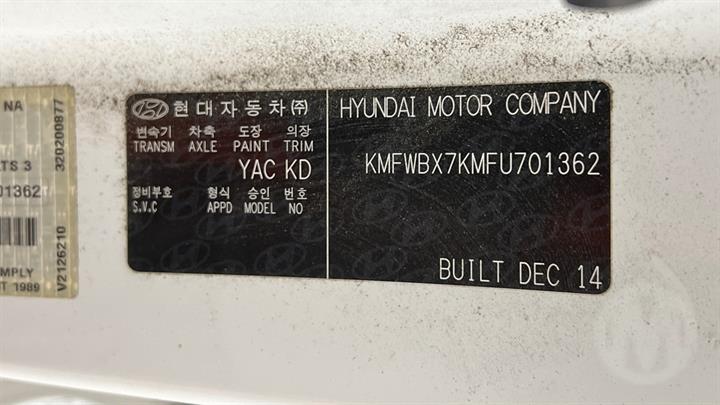 NA
TS 3
01362
MPLY
T 1989
320200877
V2126210
현대자동차㈜
변속기 차축 도장 의장
TRANSM AXLE PAINT TRIM
YAC KD
정비부호 형식 승인 번호
S.V.C APPD MODEL NO
HYUNDAI MOTOR COMPANY
KMFWBX7KMFU701362
BUILT DEC 14